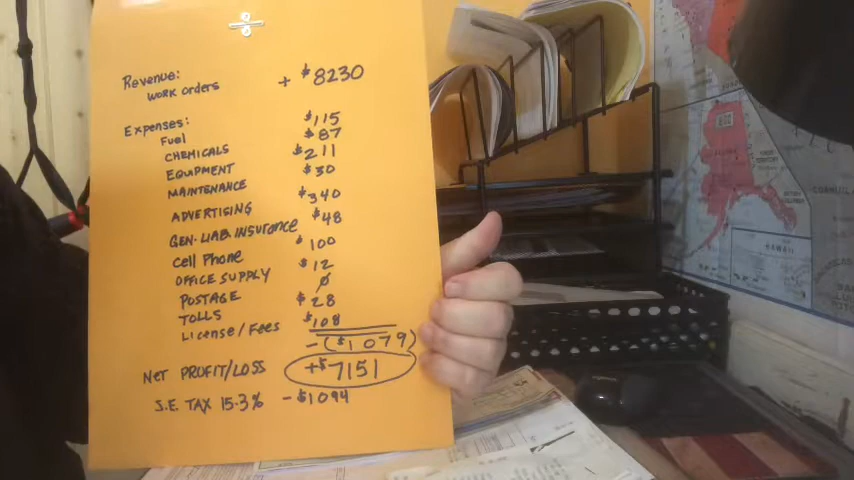 Revenue:
WORK ORDERS + $8230
Expenses:
Fuel $115
CHEMICALS $87
EQUIPMENT $211
MAINTENANCE $30
ADVERTISING $340
GEN. LIAB. INSURANCE $48
Cell Phone $100
OFFICE SUPPLY $12
POSTAGE Ø
TOLLS $28
License/Fees $108
-($1079)
NET PROFIT/LOSS +$7151
S.E. TAX 15.3% -$1094
HAWAII